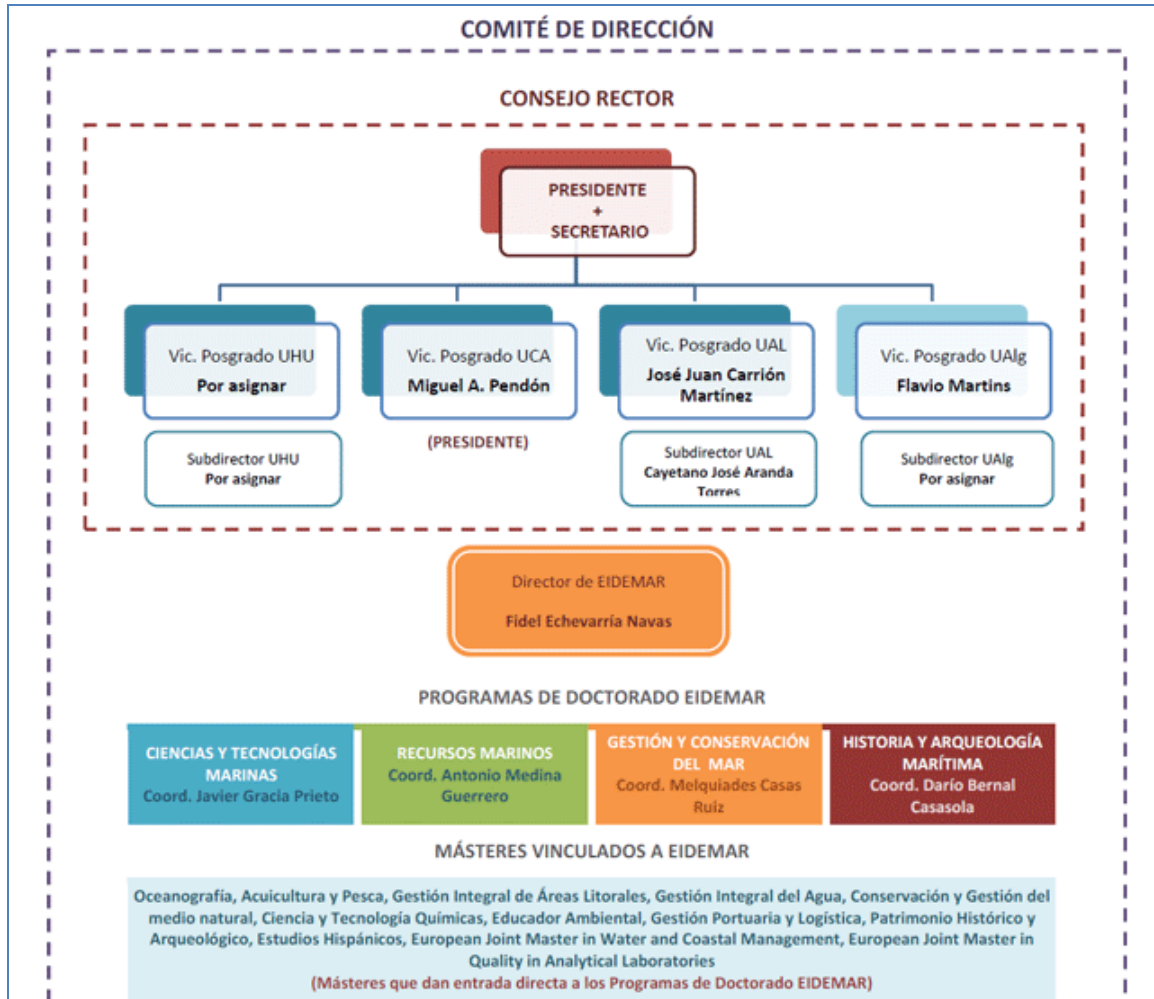 COMITÉ DE DIRECCIÓN
CONSEJO RECTOR
PRESIDENTE
+
SECRETARIO
Vic. Posgrado UHU
Por asignar
Vic. Posgrado UCA
Miguel A. Pendón
Vic. Posgrado UAL
José Juan Carrión
Martínez
Vic. Posgrado UAlg
Flavio Martins
Subdirector UHU
Por asignar
(PRESIDENTE)
Subdirector UAL
Cayetano José Aranda
Torres
Subdirector UAlg
Por asignar
Director de EIDEMAR
Fidel Echevarría Navas
PROGRAMAS DE DOCTORADO EIDEMAR
CIENCIAS Y TECNOLOGÍAS
MARINAS
Coord. Javier Gracia Prieto
RECURSOS MARINOS
Coord. Antonio Medina
Guerrero
GESTIÓN Y CONSERVACIÓN
DEL MAR
Coord. Melquiades Casas
Ruiz
HISTORIA Y ARQUEOLOGÍA
MARÍTIMA
Coord. Darío Bernal
Casasola
MÁSTERES VINCULADOS A EIDEMAR
Oceanografía, Acuicultura y Pesca, Gestión Integral de Áreas Litorales, Gestión Integral del Agua, Conservación y Gestión del
medio natural, Ciencia y Tecnología Químicas, Educador Ambiental, Gestión Portuaria y Logística, Patrimonio Histórico y
Arqueológico, Estudios Hispánicos, European Joint Master in Water and Coastal Management, European Joint Master in
Quality in Analytical Laboratories
(Másteres que dan entrada directa a los Programas de Doctorado EIDEMAR)